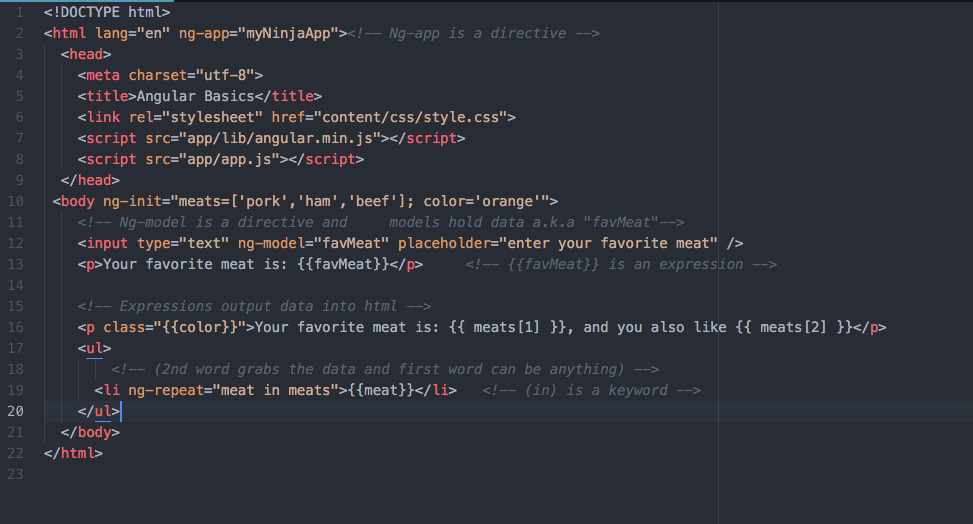 1 <!DOCTYPE html>
2 <html lang="en" ng-app="myNinjaApp"><!-- Ng-app is a directive -->
3   <head>
4     <meta charset="utf-8">
5     <title>Angular Basics</title>
6     <link rel="stylesheet" href="content/css/style.css">
7     <script src="app/lib/angular.min.js"></script>
8     <script src="app/app.js"></script>
9   </head>
10  <body ng-init="meats=['pork','ham','beef']; color='orange'">
11     <!-- Ng-model is a directive and     models hold data a.k.a "favMeat"-->
12     <input type="text" ng-model="favMeat" placeholder="enter your favorite meat" />
13     <p>Your favorite meat is: {{favMeat}}</p>     <!-- {{favMeat}} is an expression -->
14
15     <!-- Expressions output data into html -->
16     <p class="{{color}}">Your favorite meat is: {{ meats[1] }}, and you also like {{ meats[2] }}</p>
17     <ul>
18         <!-- (2nd word grabs the data and first word can be anything) -->
19       <li ng-repeat="meat in meats">{{meat}}</li>   <!-- (in) is a keyword -->
20     </ul>
21   </body>
22 </html>
23